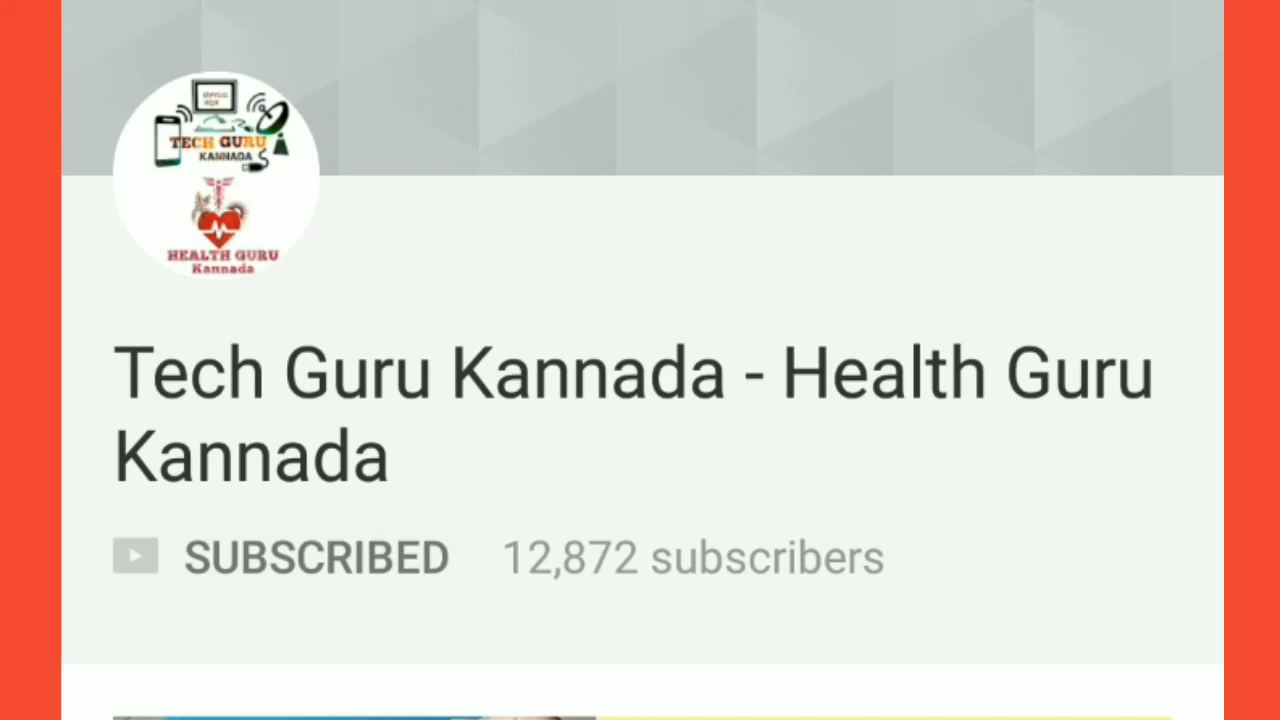 TECH GURU
KANNADA
HEALTH GURU
Kannada
Tech Guru Kannada - Health Guru
Kannada
SUBSCRIBED 12,872 subscribers